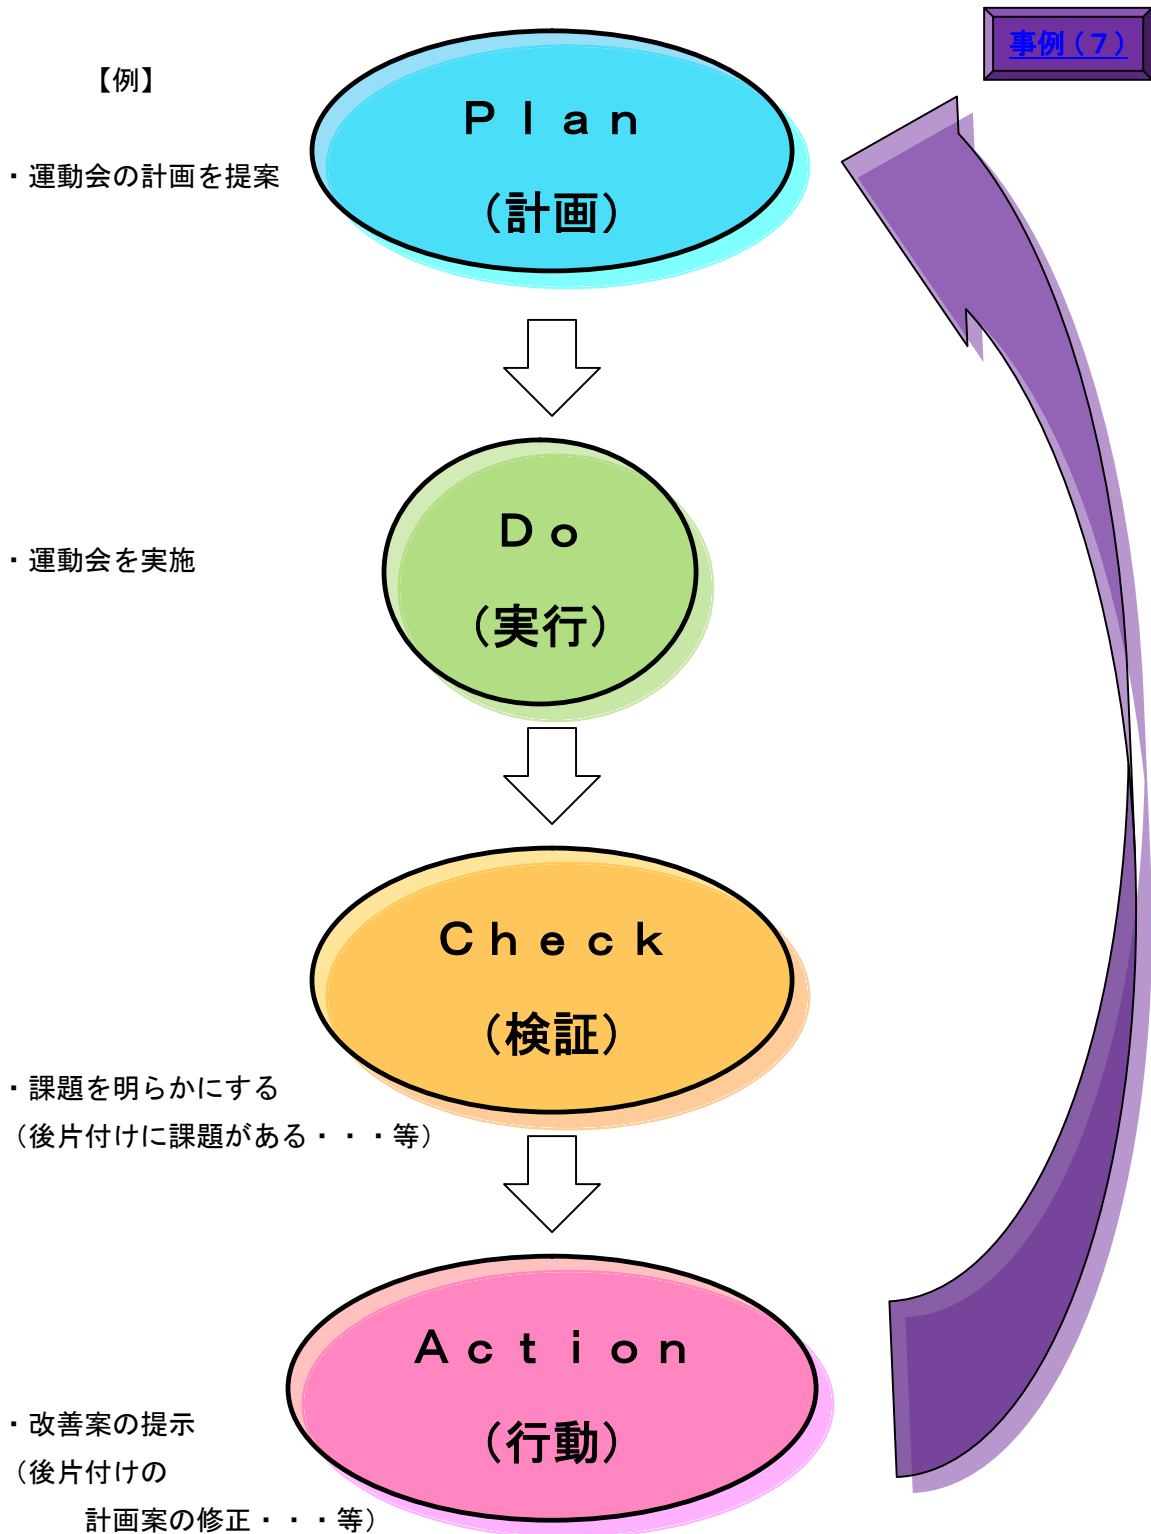 事例（７）
【例】
Ｐｌａｎ
・運動会の計画を提案
（計画）
Ｄｏ
・運動会を実施
（実行）
Ｃｈｅｃｋ
（検証）
・課題を明らかにする
（後片付けに課題がある・・・等）
Ａｃｔｉｏｎ
（行動）
・改善案の提示
（後片付けの
計画案の修正・・・等）